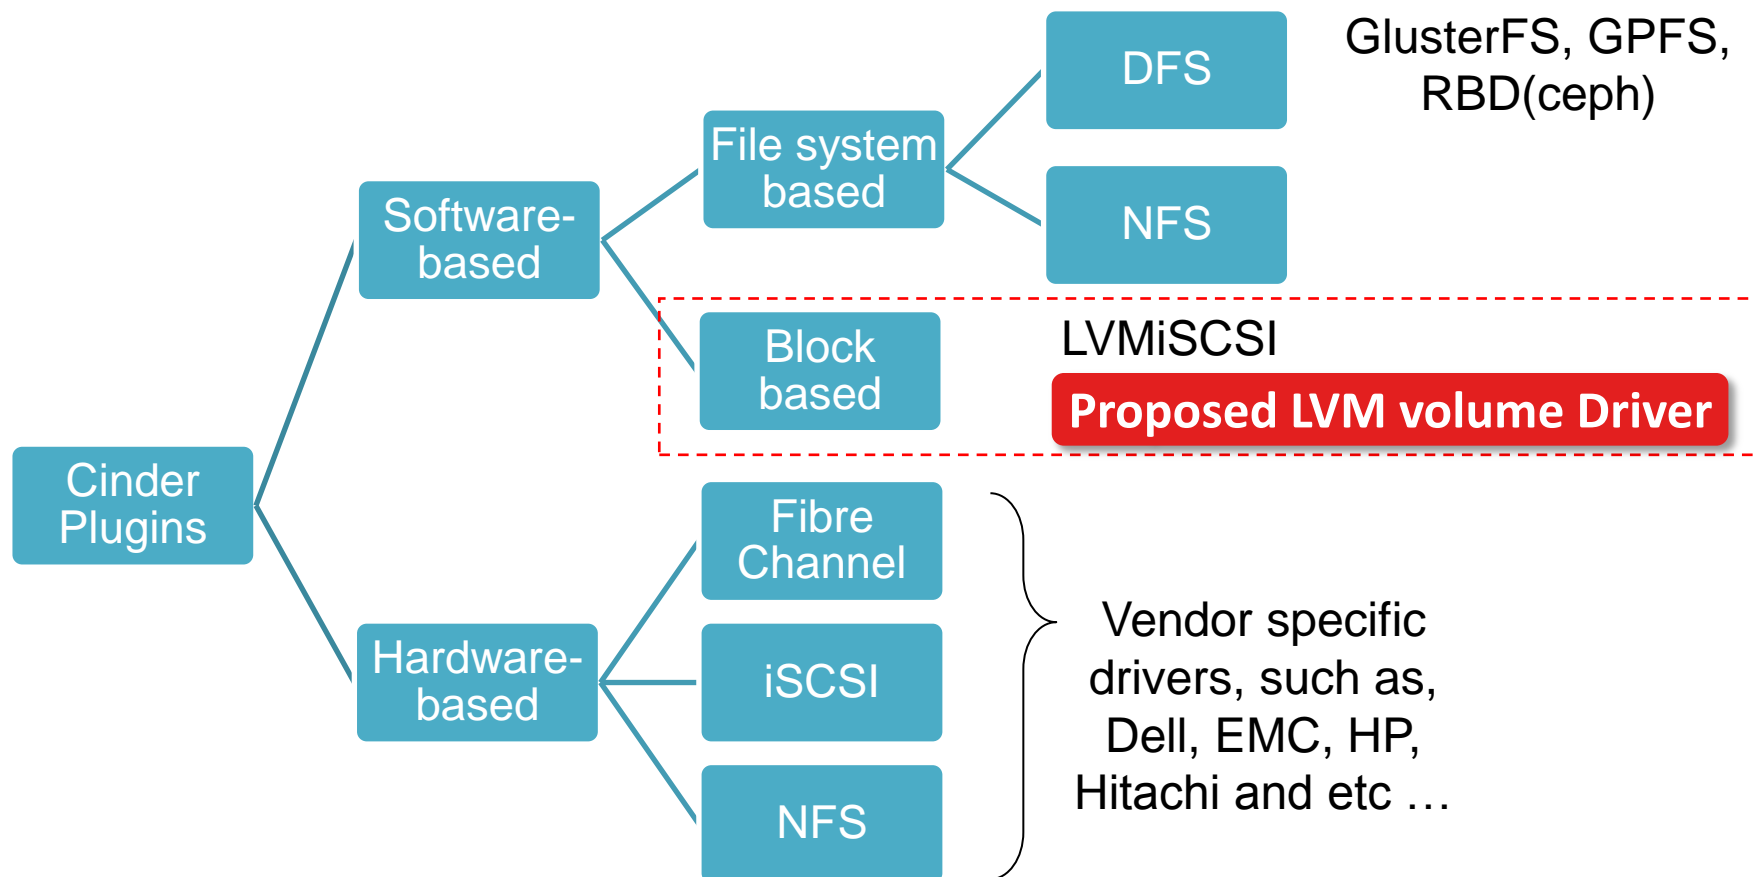 Cinder
Plugins
Software-
based
File system
based
DFS
GlusterFS, GPFS,
RBD(ceph)
NFS
Block
based
LVMiSCSI
Proposed LVM volume Driver
Hardware-
based
Fibre
Channel
iSCSI
NFS
Vendor specific
drivers, such as,
Dell, EMC, HP,
Hitachi and etc …